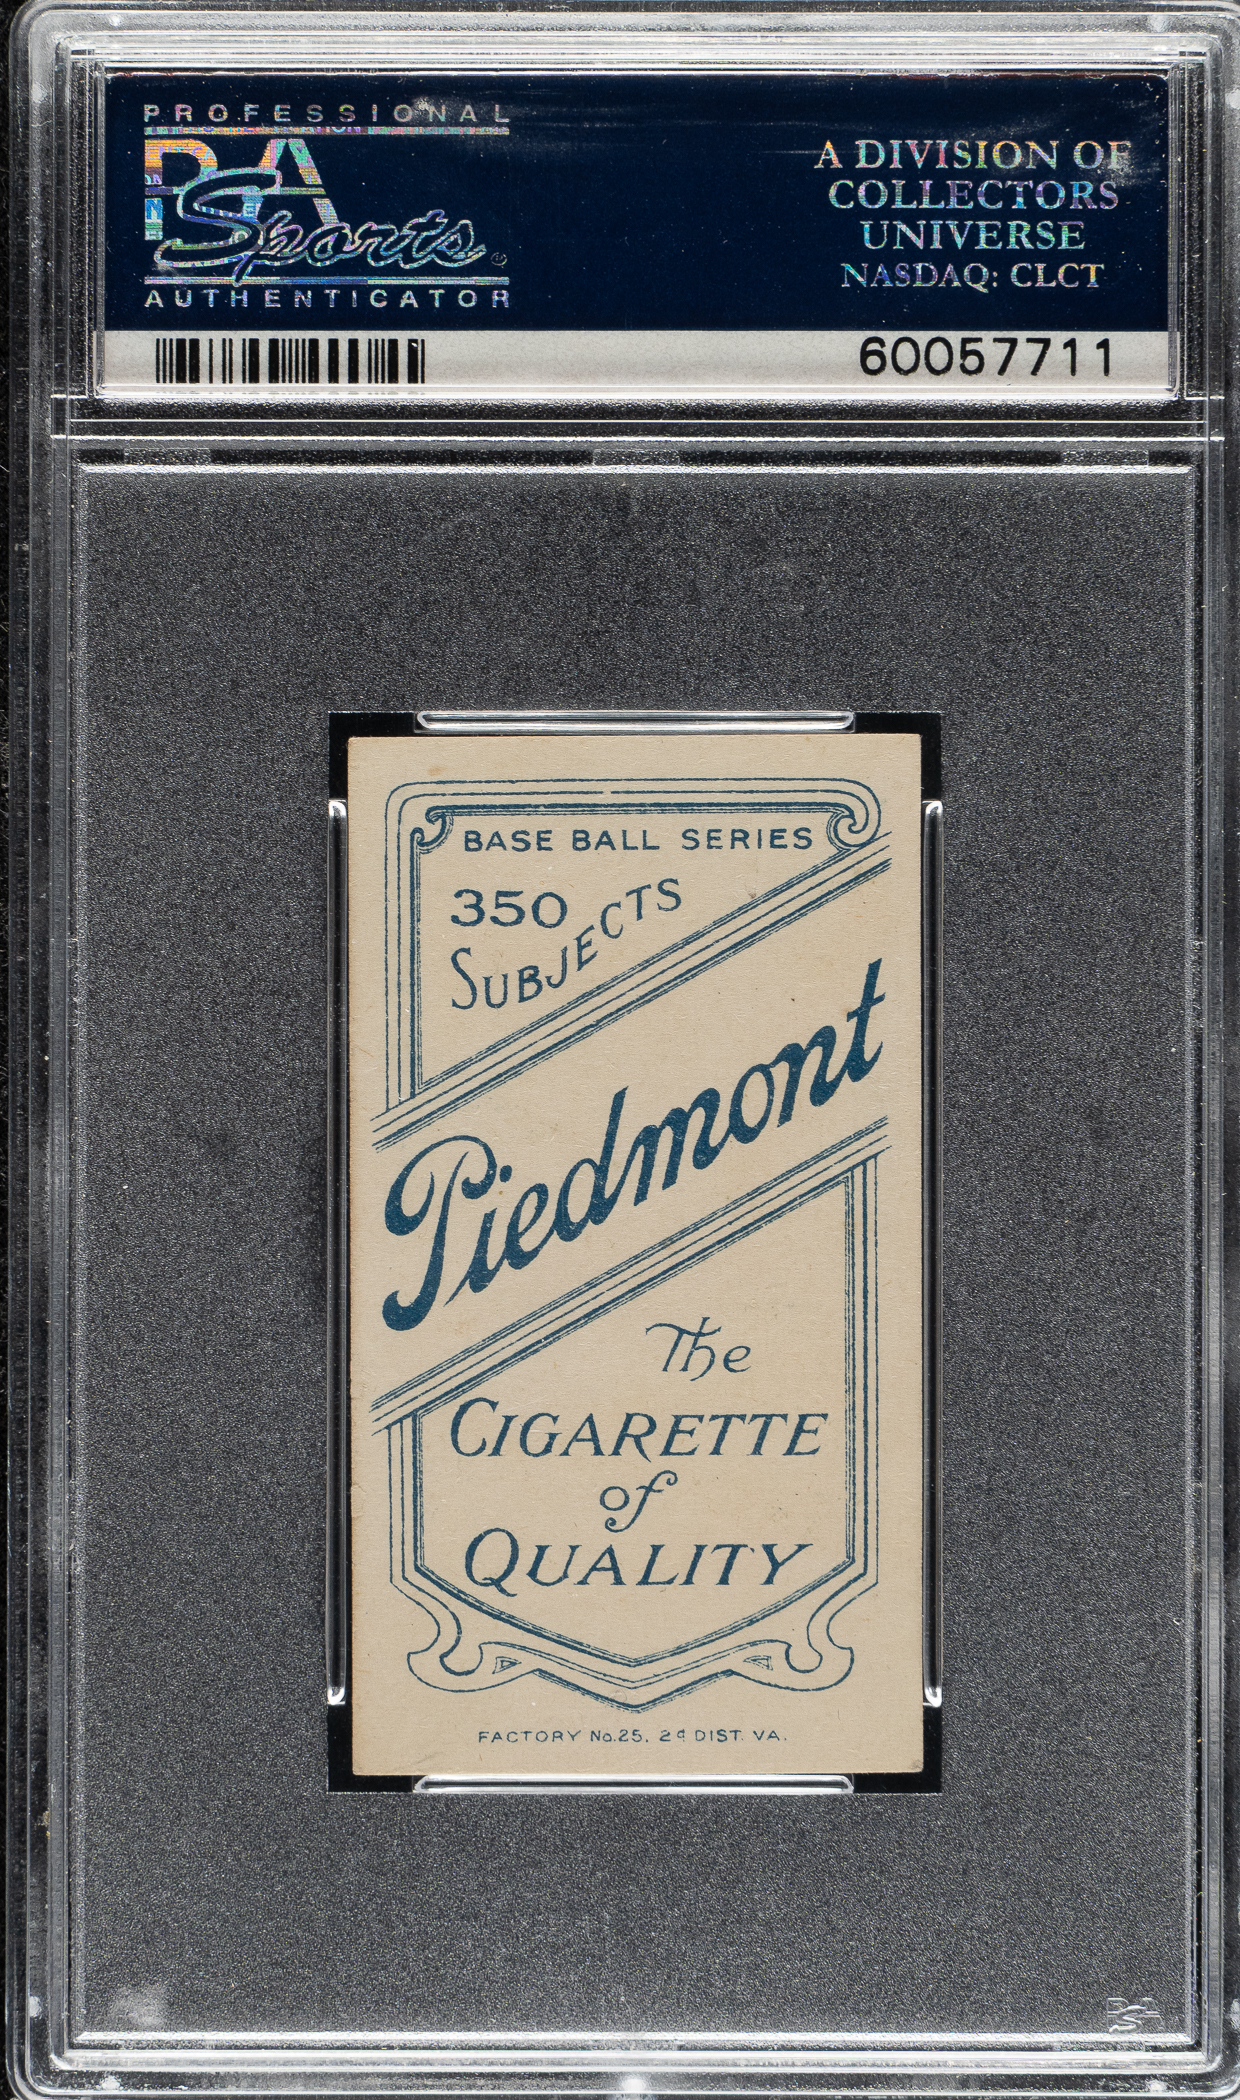 PROFESSIONAL
PSA
Sports
AUTHENTICATOR
A DIVISION OF
COLLECTORS
UNIVERSE
NASDAQ: CLCT
60057711
BASE BALL SERIES
350
SUBJECTS
Piedmont
The
CIGARETTE
of
QUALITY
FACTORY No. 25, 2d DIST. VA.